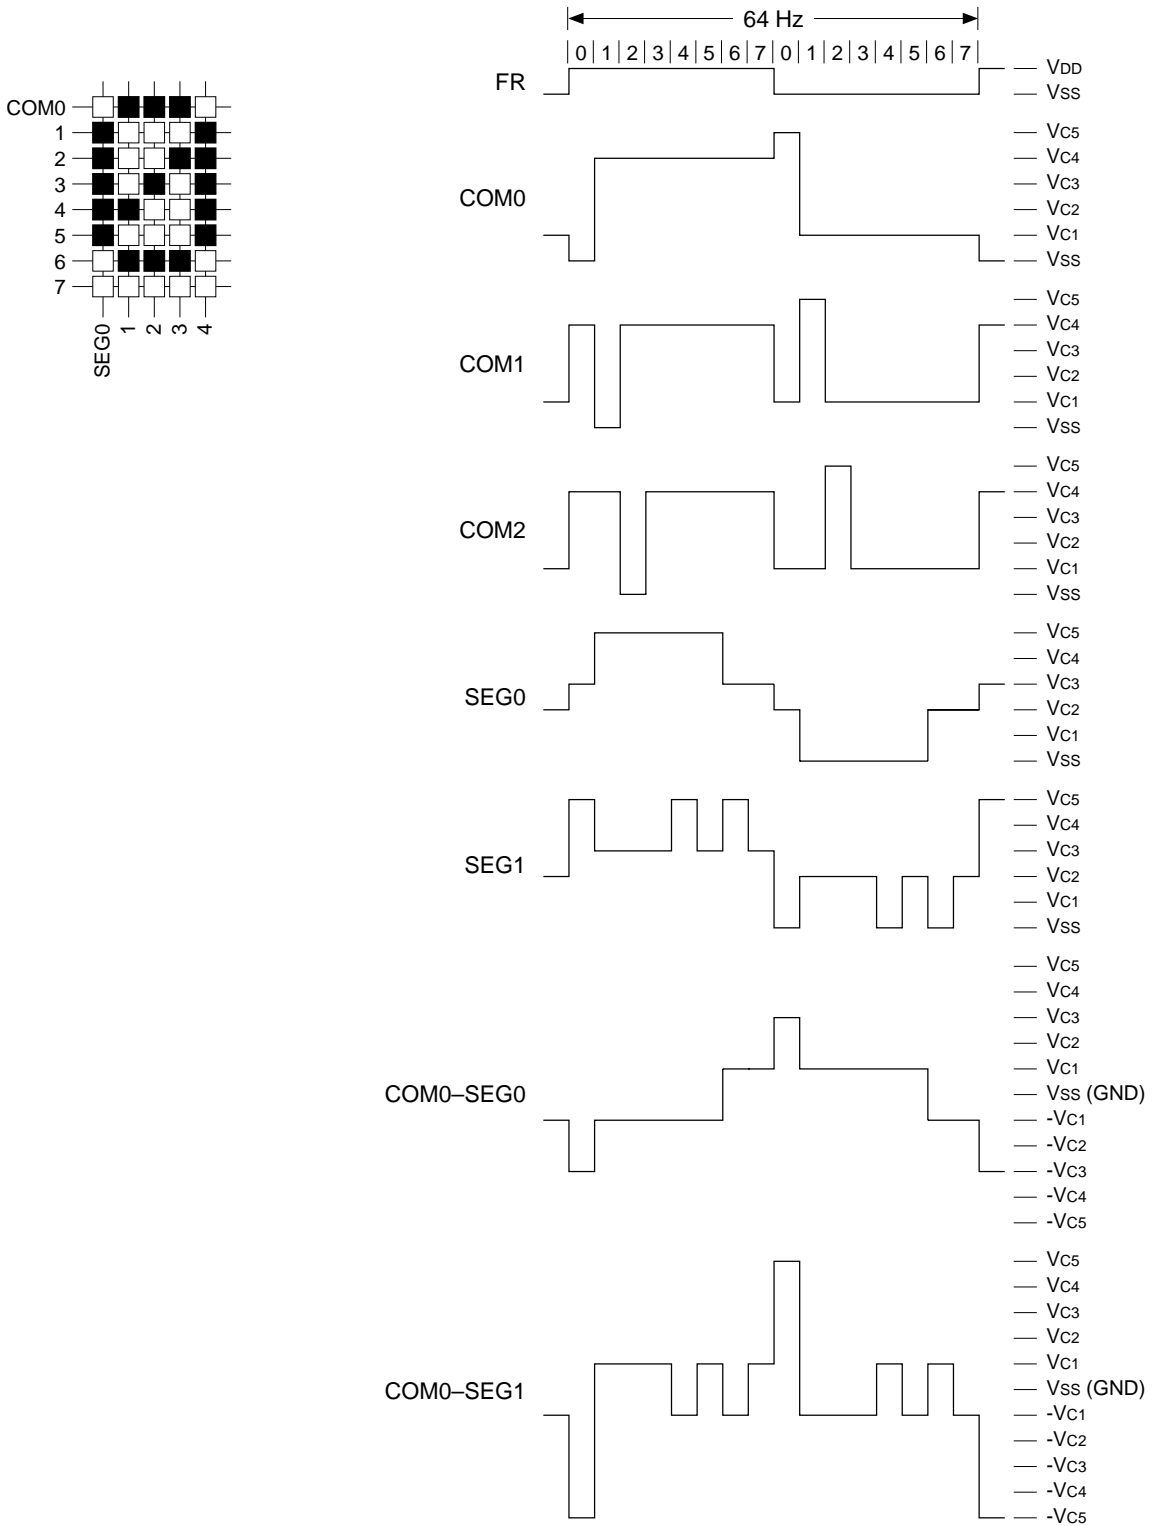 64 Hz
0 1 2 3 4 5 6 7 0 1 2 3 4 5 6 7
FR
VDD
VSS
COM0
1
2
3
4
5
6
7
SEG0
1
2
3
4
COM0
VC5
VC4
VC3
VC2
VC1
VSS
COM1
VC5
VC4
VC3
VC2
VC1
VSS
COM2
VC5
VC4
VC3
VC2
VC1
VSS
SEG0
VC5
VC4
VC3
VC2
VC1
VSS
SEG1
VC5
VC4
VC3
VC2
VC1
VSS
COM0–SEG0
VC5
VC4
VC3
VC2
VC1
VSS (GND)
-VC1
-VC2
-VC3
-VC4
-VC5
COM0–SEG1
VC5
VC4
VC3
VC2
VC1
VSS (GND)
-VC1
-VC2
-VC3
-VC4
-VC5